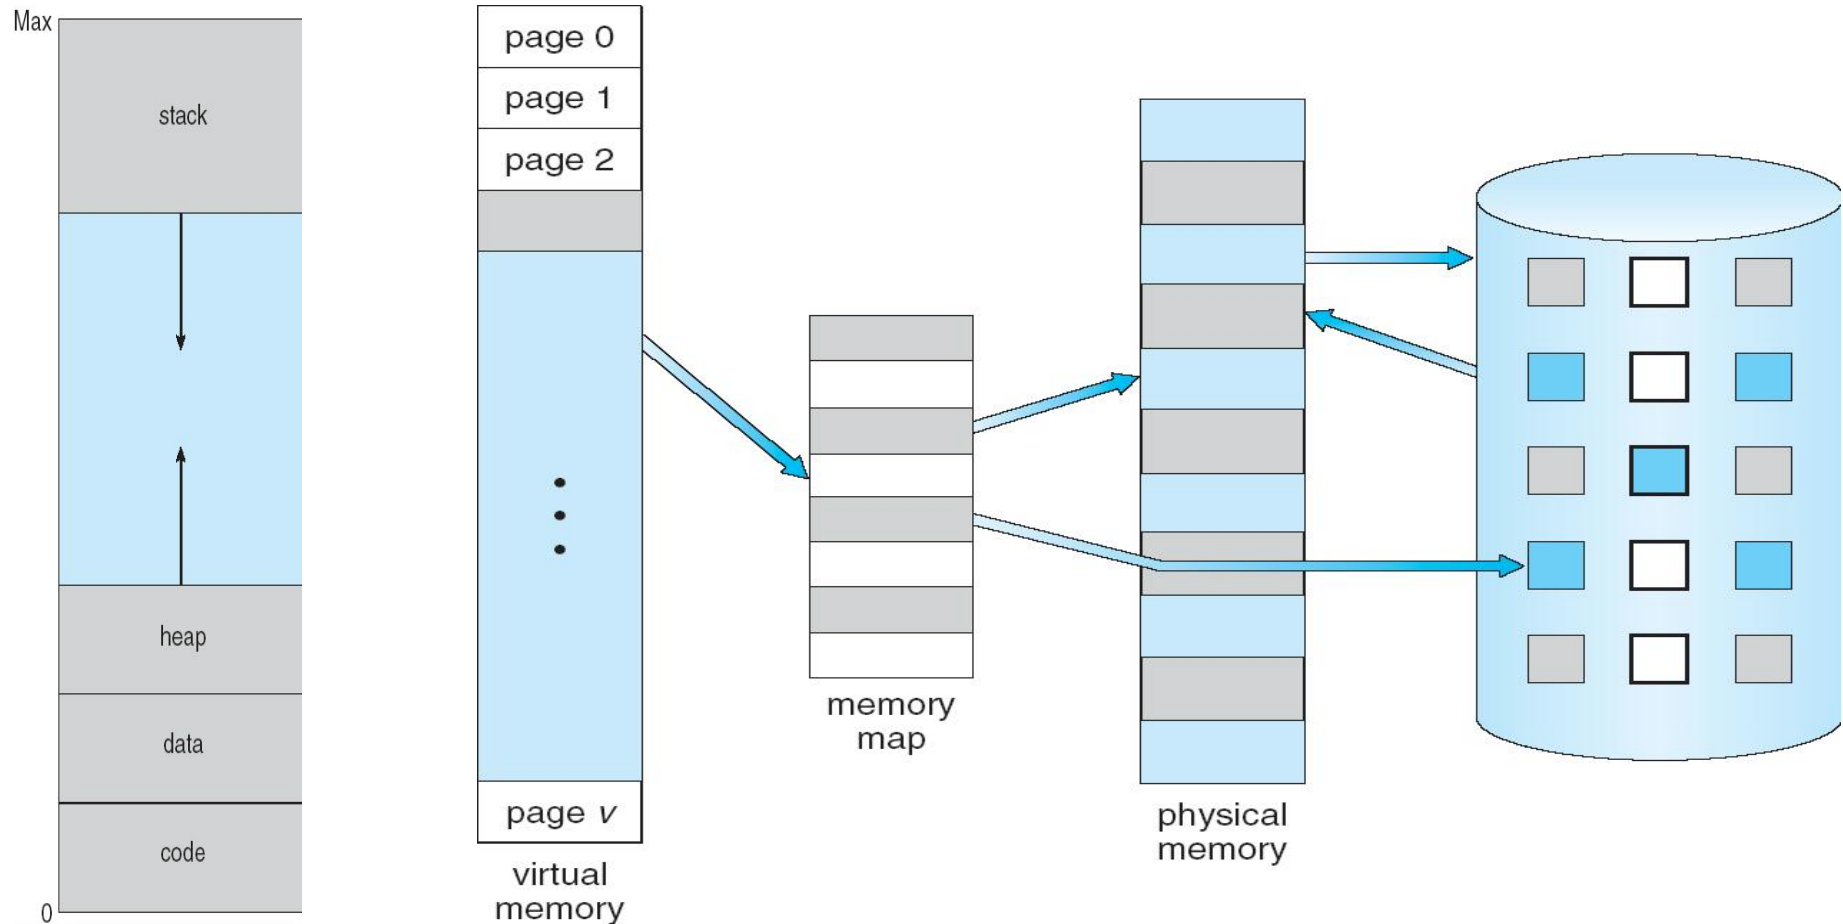 Max
stack
heap
data
code
0
page 0
page 1
page 2
page v
virtual
memory
memory
map
physical
memory